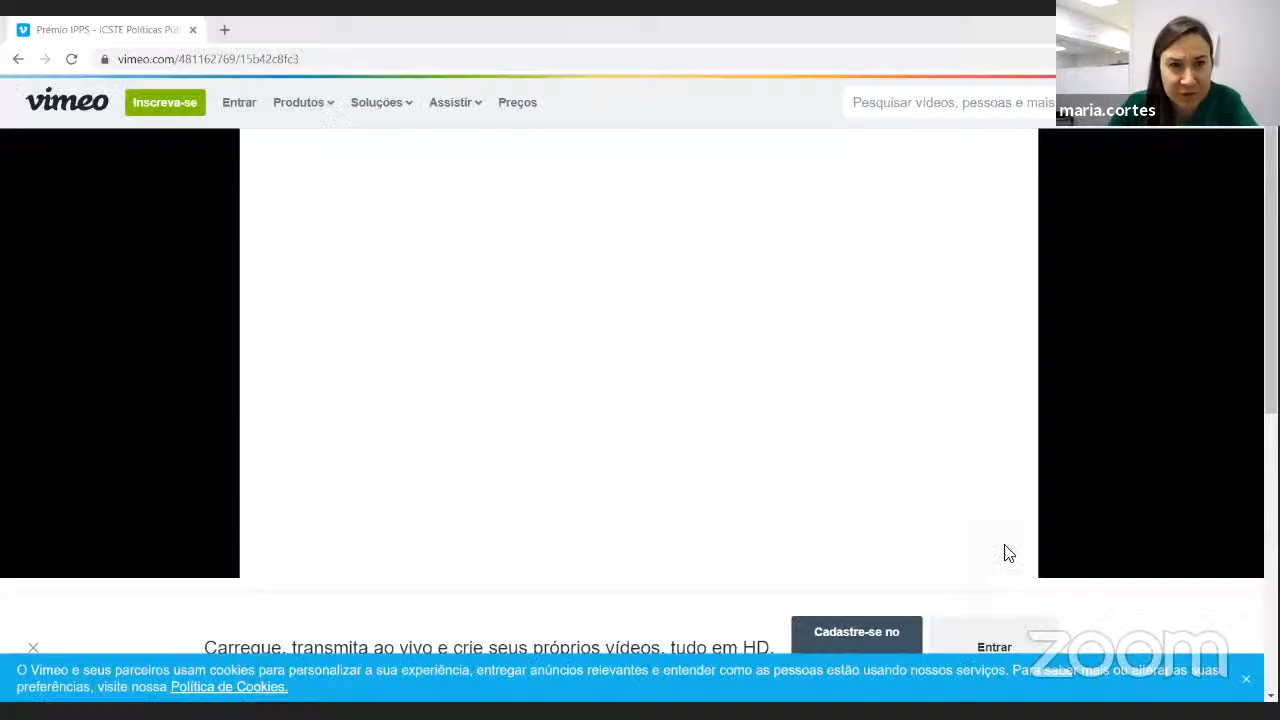 Prêmio IPPS - ICSTE Políticas Púb
vimeo.com/481162769/15b42c8fc3
vimeo
Inscreva-se
Entrar
Produtos
Soluções
Assistir
Preços
Pesquisar vídeos, pessoas e mais
maria.cortes
Carregue, transmita ao vivo e crie seus próprios vídeos, tudo em HD.
Cadastre-se no
Entrar
zoom
O Vimeo e seus parceiros usam cookies para personalizar a sua experiência, entregar anúncios relevantes e entender como as pessoas estão usando nossos serviços. Para saber mais ou alterar as suas
preferências, visite nossa Política de Cookies.